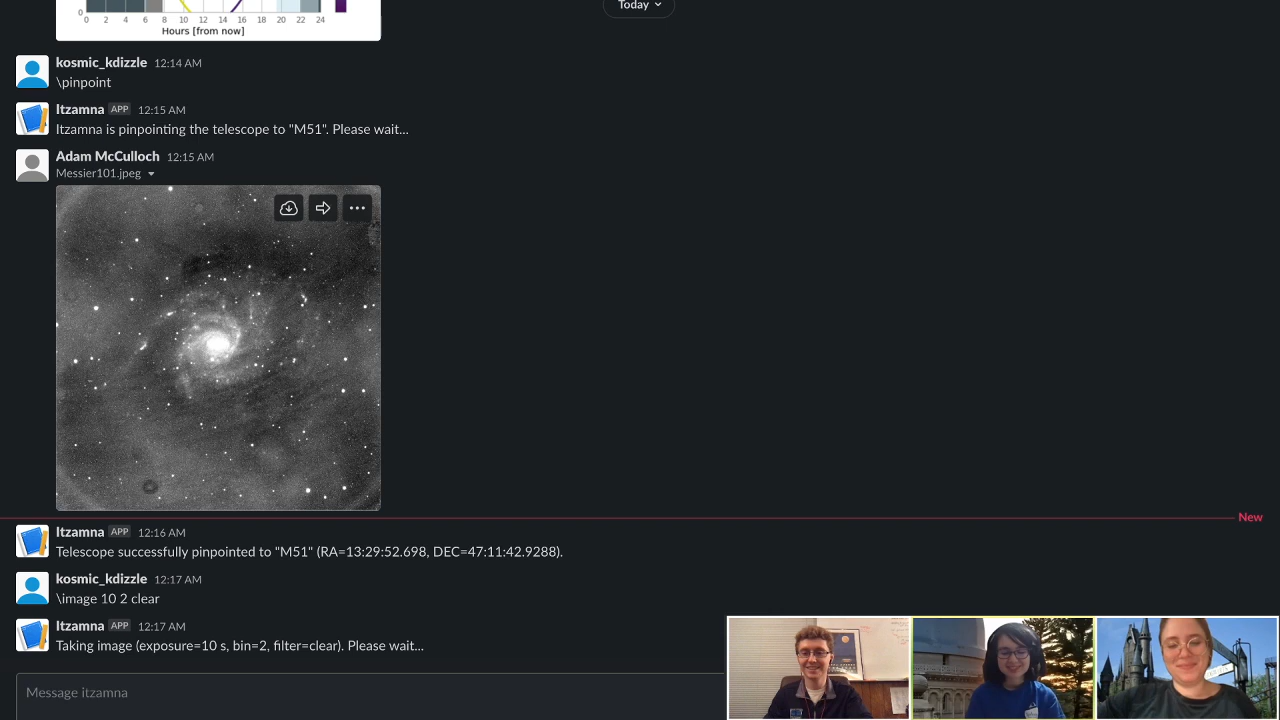 Today
0
0 2 4 6 8 10 12 14 16 18 20 22 24
Hours [from now]
kosmic_kdizzle 12:14 AM
\pinpoint
Itzamna APP 12:15 AM
Itzamna is pinpointing the telescope to "M51". Please wait...
Adam McCulloch 12:15 AM
Messier101.jpeg
New
Itzamna APP 12:16 AM
Telescope successfully pinpointed to "M51" (RA=13:29:52.698, DEC=47:11:42.9288).
kosmic_kdizzle 12:17 AM
\image 10 2 clear
Itzamna APP 12:17 AM
Taking image (exposure=10 s, bin=2, filter=clear). Please wait...
Message itzamna